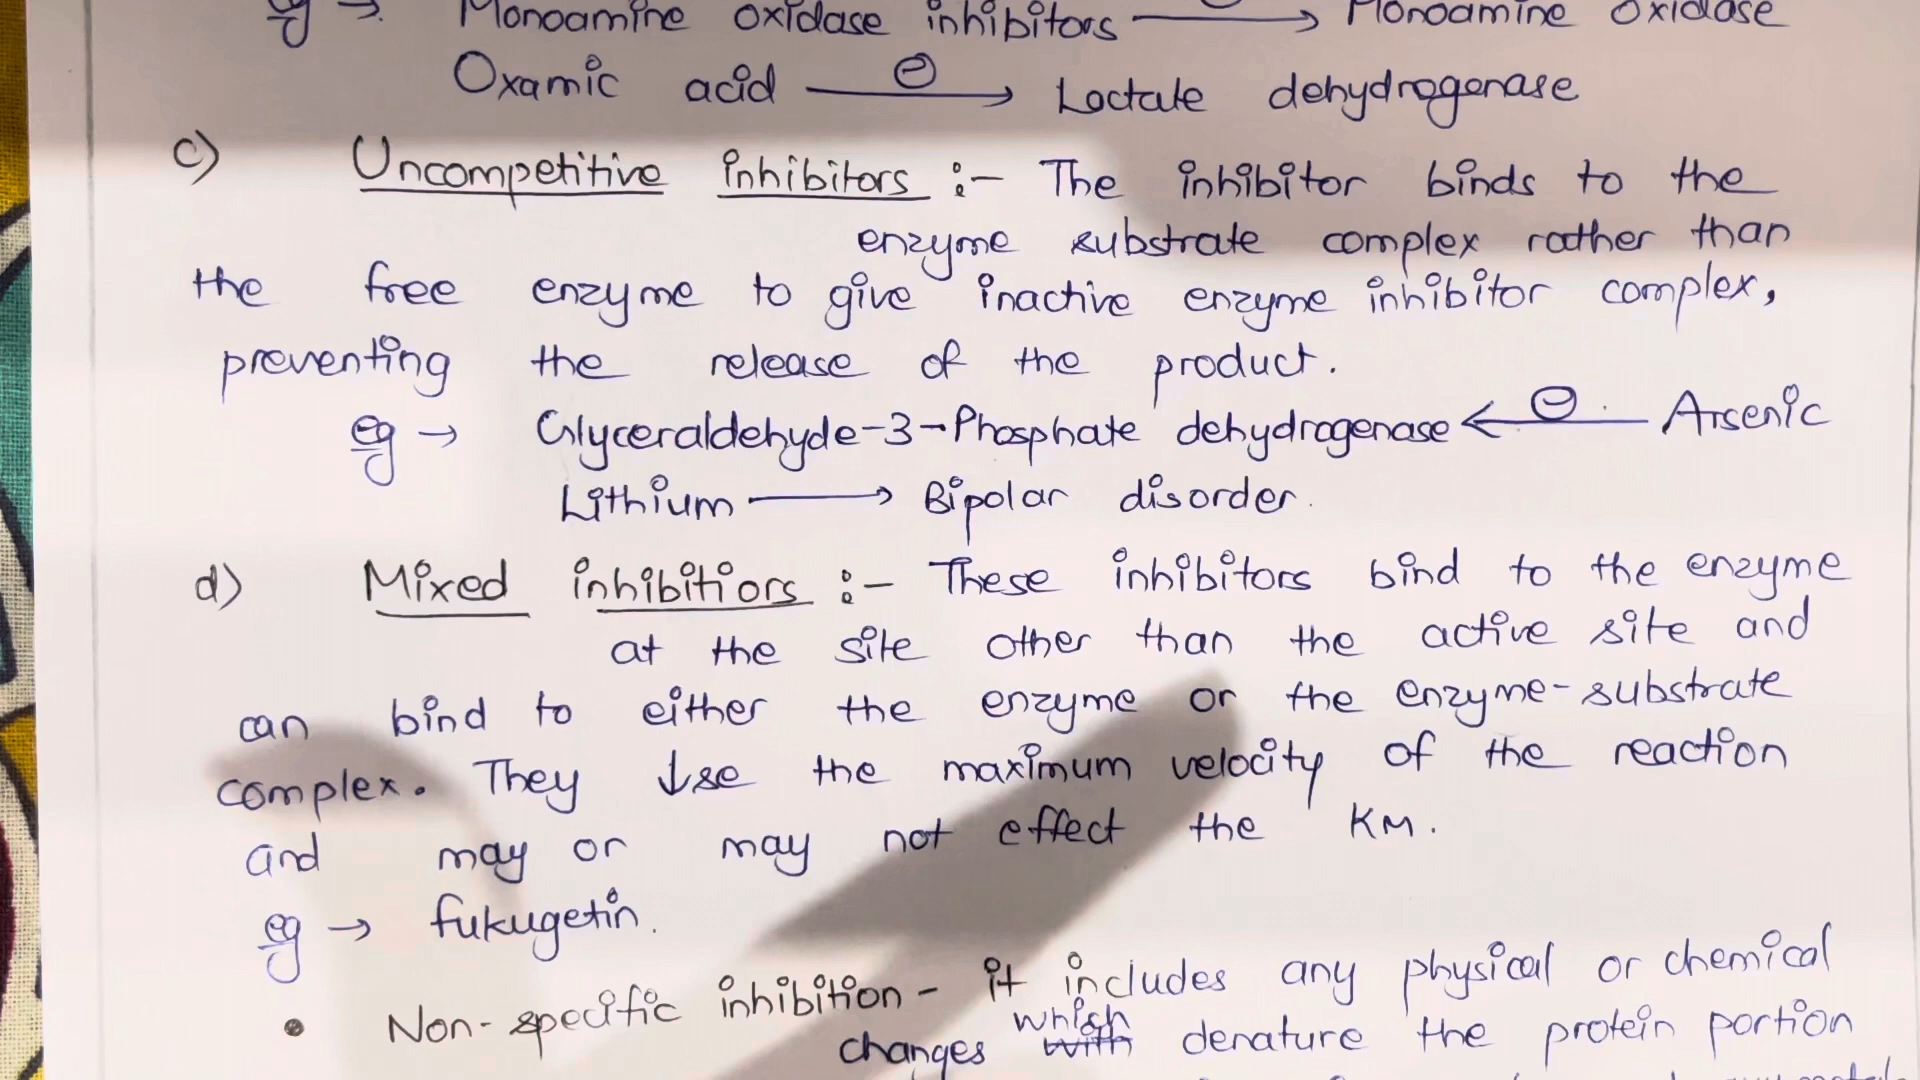 eg → Monoamine oxidase inhibitors ⟶ Monoamine oxidase
Oxamic acid —⊖→ Lactate dehydrogenase
c) Uncompetitive inhibitors :- The inhibitor binds to the
enzyme substrate complex rather than
the free enzyme to give inactive enzyme inhibitor complex,
preventing the release of the product.
eg → Glyceraldehyde-3-Phosphate dehydrogenase ←⊖— Arsenic
Lithium ⟶ Bipolar disorder.
d) Mixed inhibitiors :- These inhibitors bind to the enzyme
at the site other than the active site and
can bind to either the enzyme or the enzyme-substrate
complex. They ↓se the maximum velocity of the reaction
and may or may not effect the KM.
eg → fukugetin.
• Non-specific inhibition - it includes any physical or chemical
changes which denature the protein portion